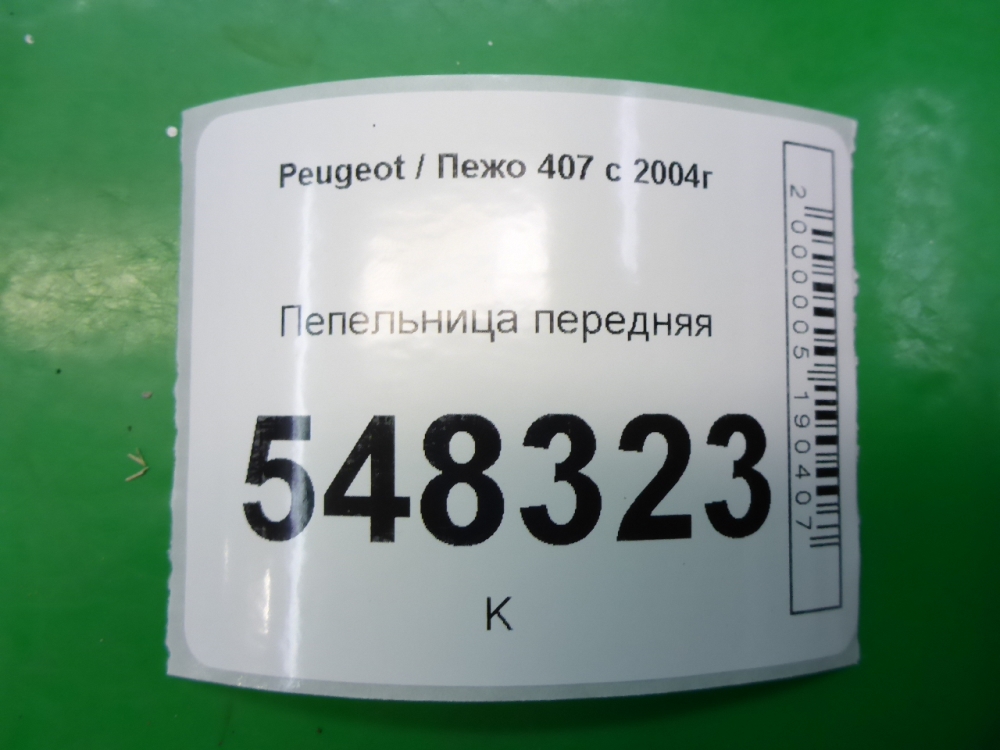 Peugeot / Пежо 407 с 2004г
Пепельница передняя
548323
К
2000005190407